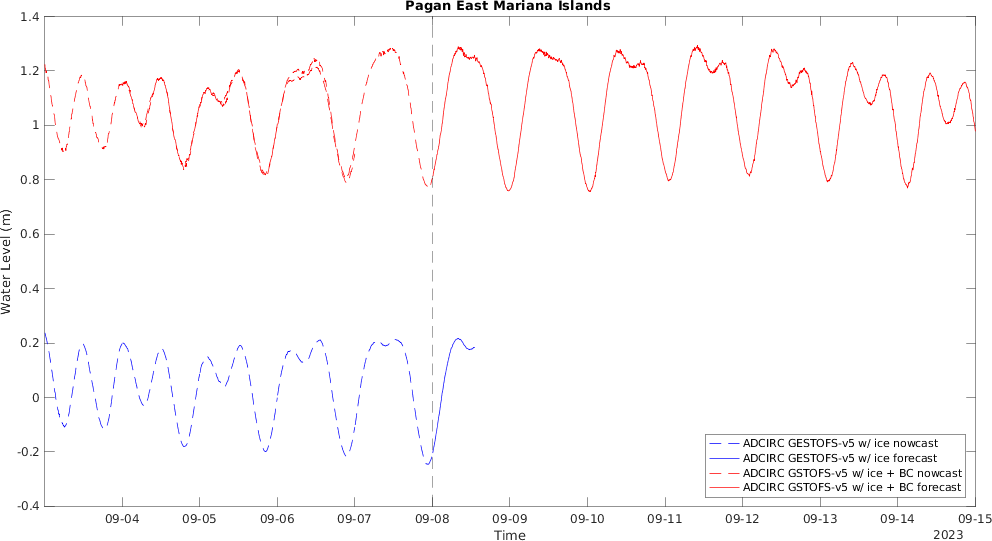 Pagan East Mariana Islands
1.4
1.2
1
0.8
0.6
0.4
0.2
0
-0.2
-0.4
Water Level (m)
ADCIRC GESTOFS-v5 w/ ice nowcast
ADCIRC GESTOFS-v5 w/ ice forecast
ADCIRC GSTOFS-v5 w/ ice + BC nowcast
ADCIRC GSTOFS-v5 w/ ice + BC forecast
09-04 09-05 09-06 09-07 09-08 09-09 09-10 09-11 09-12 09-13 09-14 09-15
Time
2023